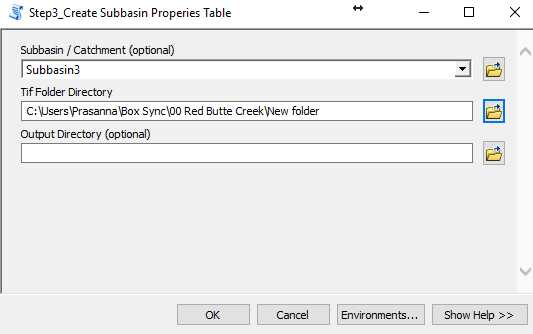 Step3_Create Subbasin Properies Table
Subbasin / Catchment (optional)
Subbasin3
Tif Folder Directory
C:\Users\Prasanna\Box Sync\00 Red Butte Creek\New folder
Output Directory (optional)
OK
Cancel
Environments...
Show Help >>